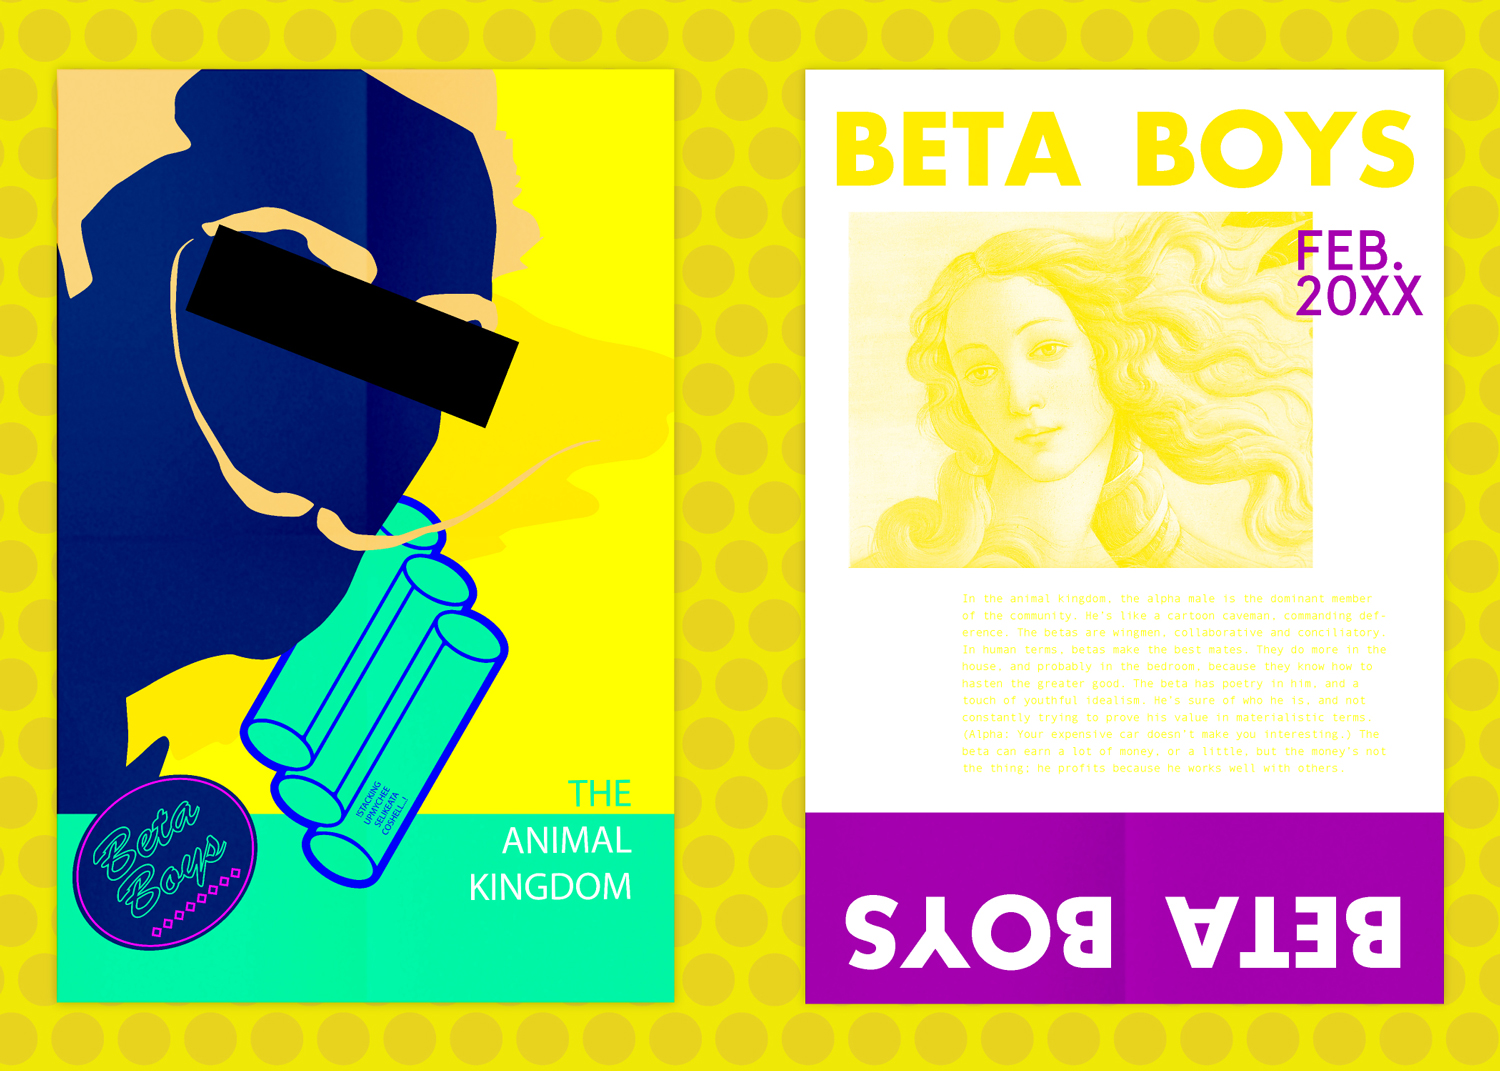 THE
ANIMAL
KINGDOM
Beta
Boys
!STACKING
UPMYCHEE
SELIKEATA
COSHELL...!
BETA BOYS
FEB.
20XX
In the animal kingdom, the alpha male is the dominant member
of the community. He's like a cartoon caveman, commanding def-
erence. The betas are wingmen, collaborative and conciliatory.
In human terms, betas make the best mates. They do more in the
house, and probably in the bedroom, because they know how to
hasten the greater good. The beta has poetry in him, and a
touch of youthful idealism. He's sure of who he is, and not
constantly trying to prove his value in materialistic terms.
(Alpha: Your expensive car doesn't make you interesting.) The
beta can earn a lot of money, or a little, but the money's not
the thing; he profits because he works well with others.
BETA BOYS